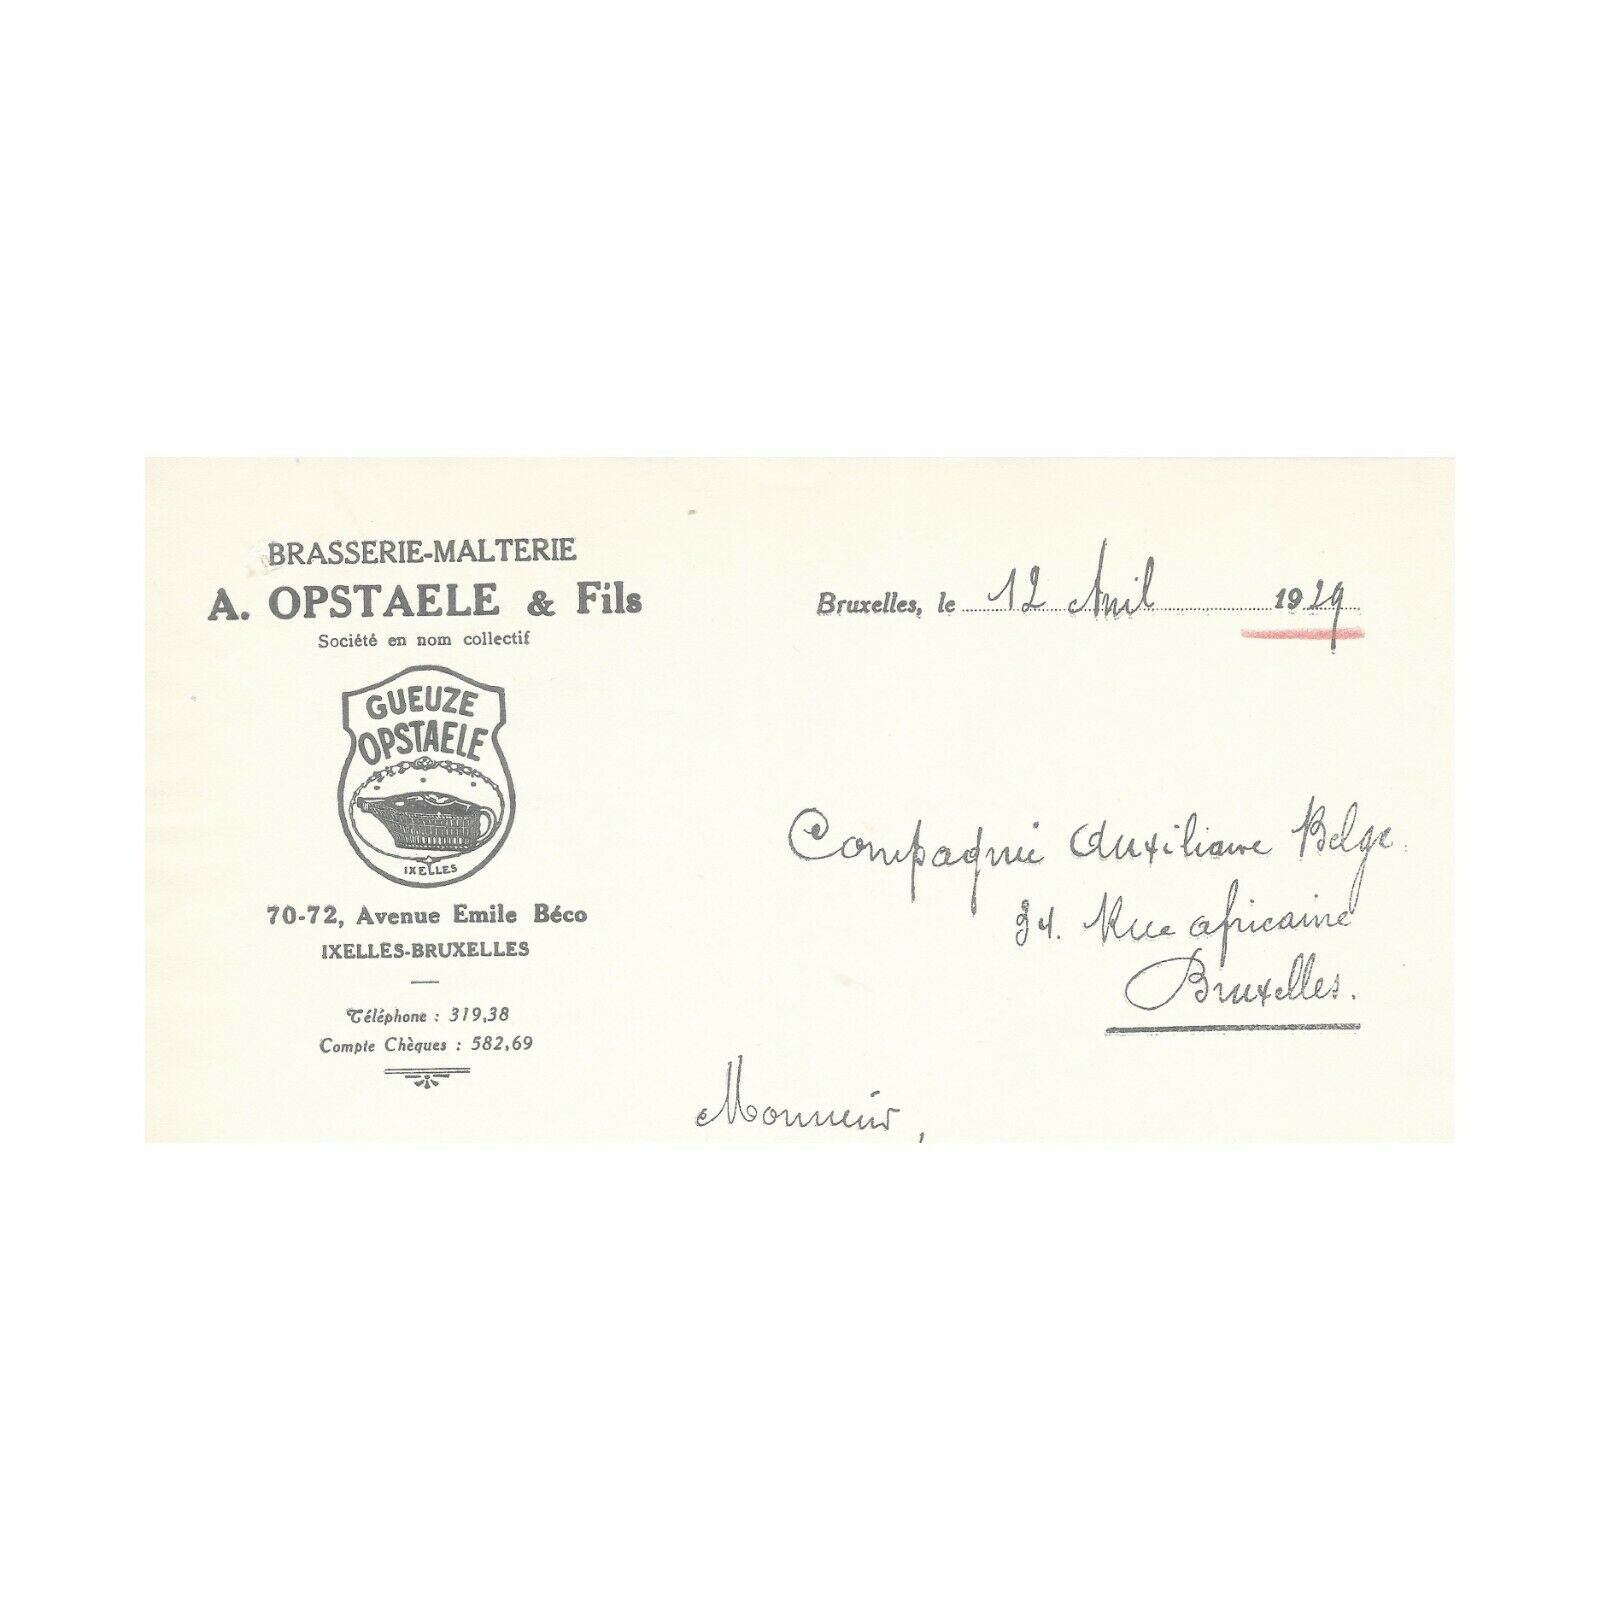 BRASSERIE-MALTERIE
A. OPSTAELE & Fils
Société en nom collectif
GUEUZE
OPSTAELE
IXELLES
70-72, Avenue Emile Béco
IXELLES-BRUXELLES
Téléphone : 319,38
Compte Chèques : 582,69
Bruxelles, le 12 Avril 1929
Compagnie Auxiliaire Belge.
94. Rue africaine
Bruxelles.
Monsieur,